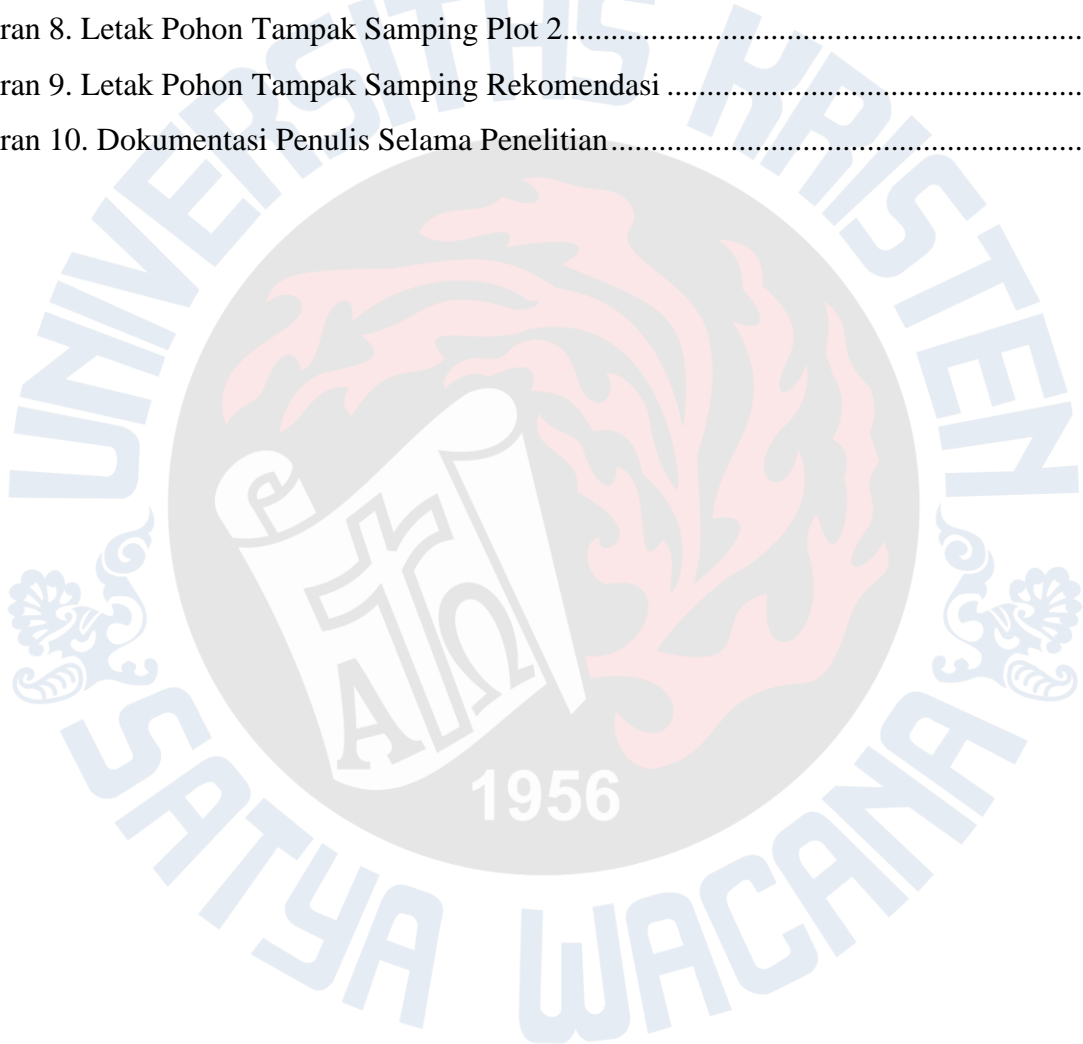 ran 8. Letak Pohon Tampak Samping Plot 2.................................................................
ran 9. Letak Pohon Tampak Samping Rekomendasi ....................................................
ran 10. Dokumentasi Penulis Selama Penelitian...........................................................
UNIVERSITAS KRISTEN
ΑΩ
1956
SATYA WACANA